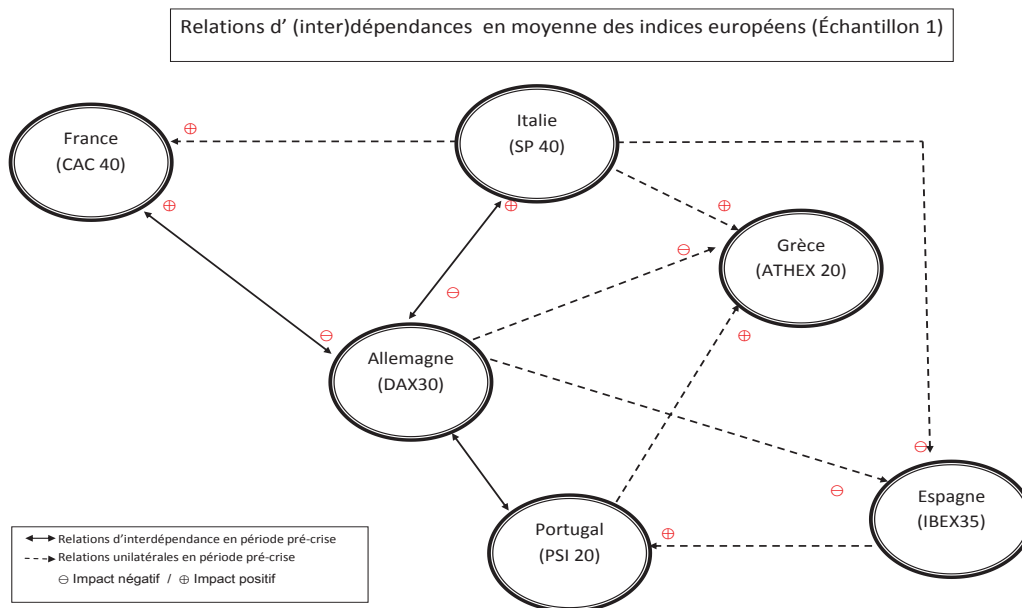 Relations d' (inter)dépendances en moyenne des indices européens (Échantillon 1)
France
(CAC 40)
Italie
(SP 40)
Grèce
(ATHEX 20)
Allemagne
(DAX30)
Espagne
(IBEX35)
Portugal
(PSI 20)
Relations d'interdépendance en période pré-crise
Relations unilatérales en période pré-crise
⊖ Impact négatif / ⊕ Impact positif